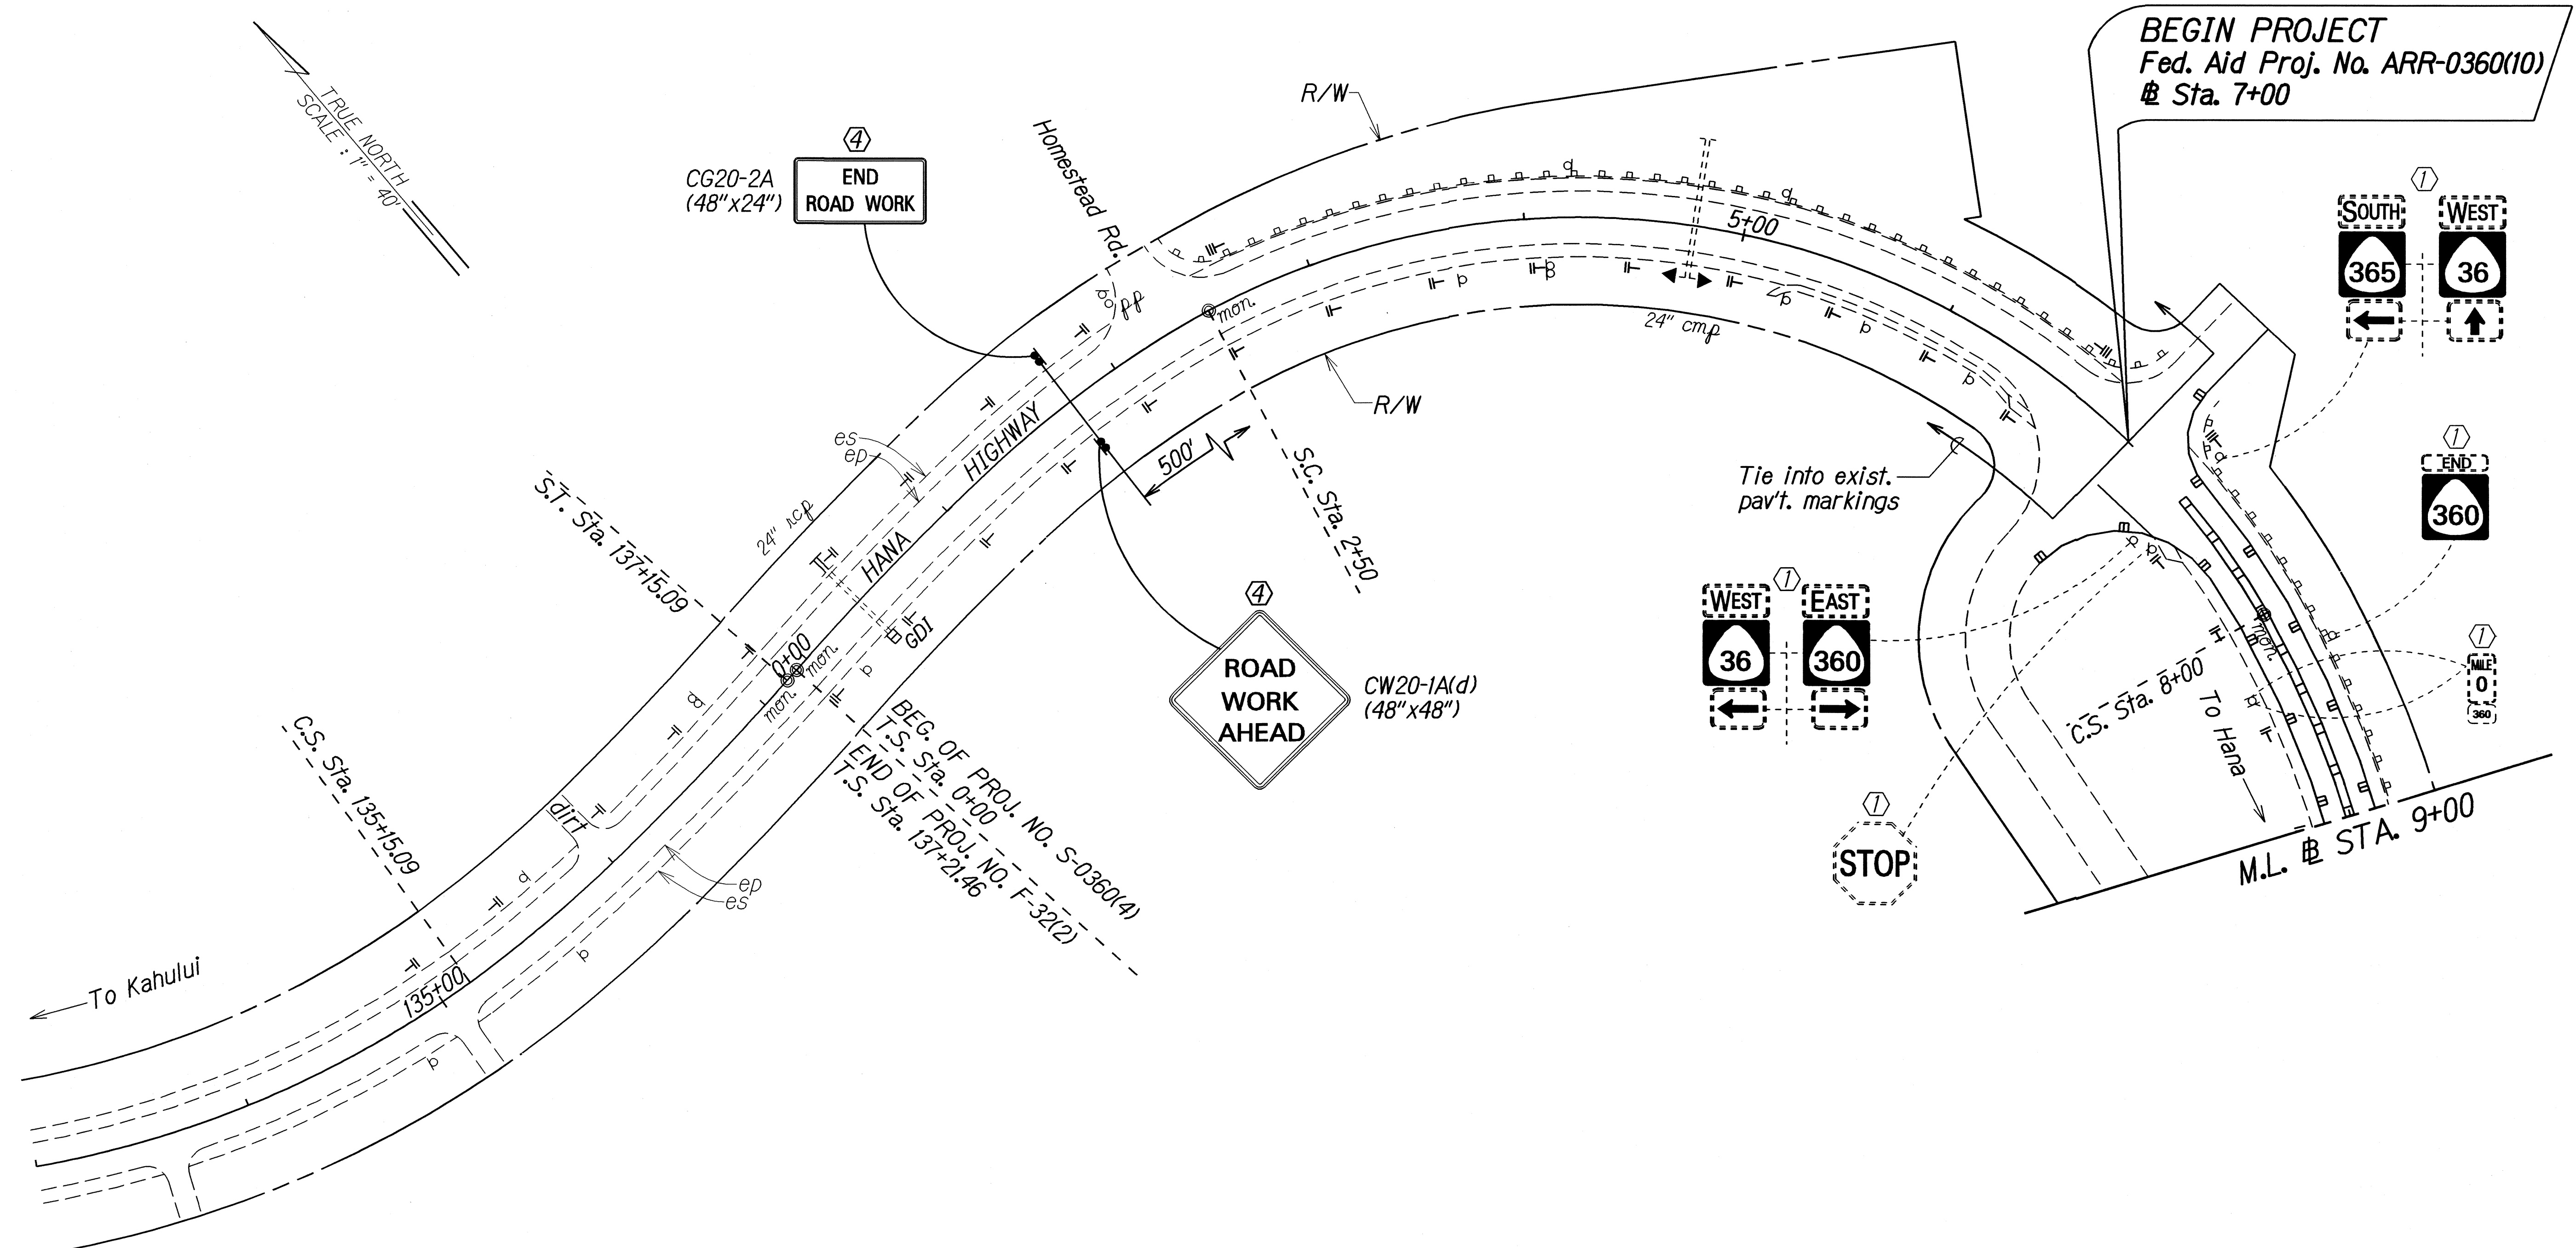 BEGIN PROJECT
Fed. Aid Proj. No. ARR-0360(10)
℄ Sta. 7+00
TRUE NORTH
SCALE : 1" = 40'
R/W
4
CG20-2A
(48"x24")
END
ROAD WORK
Homestead Rd.
5+00
1
SOUTH
WEST
365
36
pp
mon.
24" cmp
R/W
es
ep
HIGHWAY
500'
S.C. Sta. 2+50
Tie into exist.
pav't. markings
1
END
360
S.T. Sta. 137+15.09
24" rcp
HANA
GDI
0+00
mon.
mon.
4
ROAD
WORK
AHEAD
CW20-1A(d)
(48"x48")
1
WEST
EAST
36
360
mon.
1
MILE
0
360
C.S. Sta. 8+00
To Hana
C.S. Sta. 135+15.09
BEG. OF PROJ. NO. S-0360(4)
T.S. Sta. 0+00
END OF PROJ. NO. F-32(2)
T.S. Sta. 137+21.46
dirt
ep
es
1
STOP
M.L. ℄ STA. 9+00
To Kahului
135+00